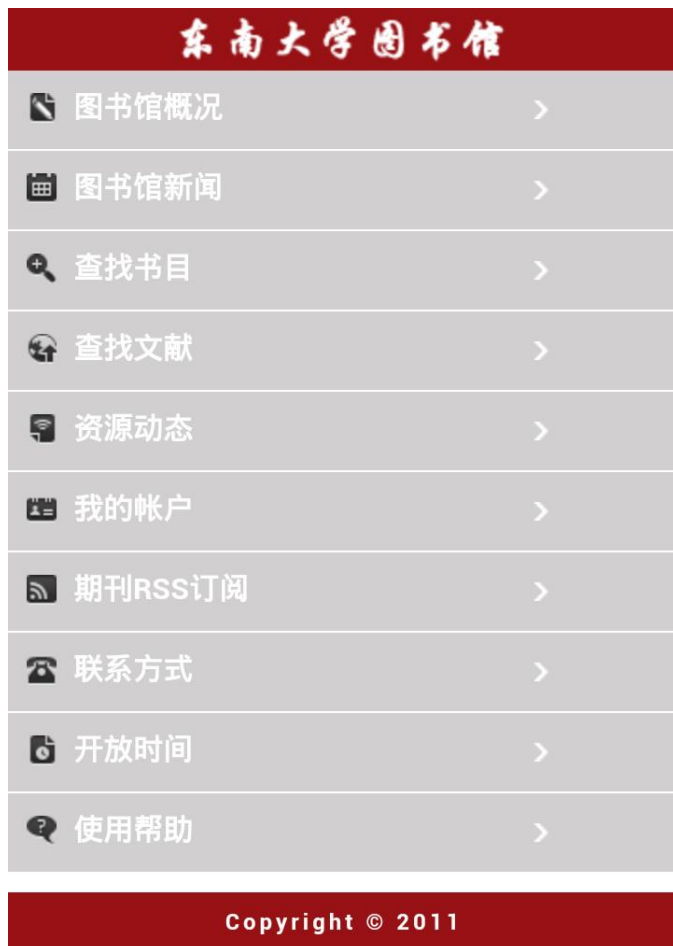 东南大学图书馆
图书馆概况
图书馆新闻
查找书目
查找文献
资源动态
我的帐户
期刊RSS订阅
联系方式
开放时间
使用帮助
Copyright © 2011